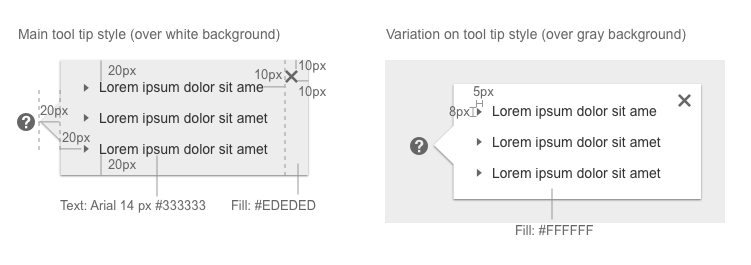 Main tool tip style (over white background)
20px
10px
10px
10px
Lorem ipsum dolor sit ame
20px
?
Lorem ipsum dolor sit amet
20px
Lorem ipsum dolor sit amet
20px
Text: Arial 14 px #333333
Fill: #EDEDED
Variation on tool tip style (over gray background)
5px
8px
Lorem ipsum dolor sit ame
?
Lorem ipsum dolor sit amet
Lorem ipsum dolor sit amet
Fill: #FFFFFF